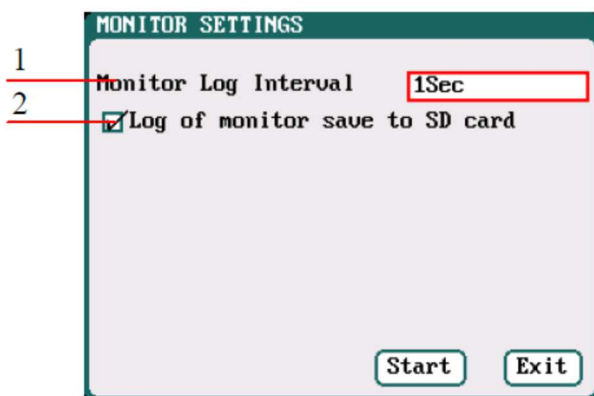 MONITOR SETTINGS
1
Monitor Log Interval 1Sec
2
Log of monitor save to SD card
Start Exit